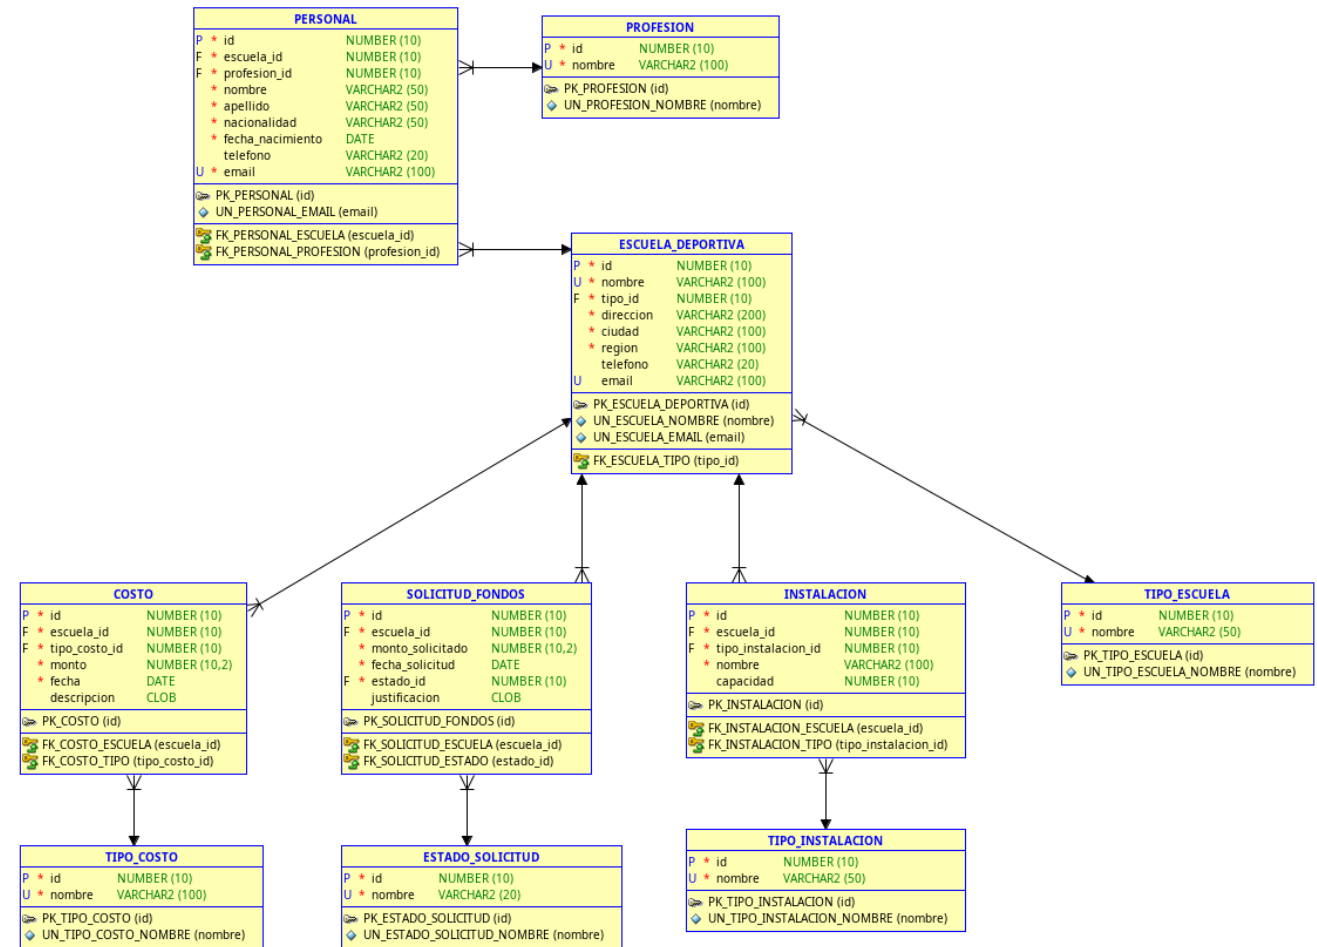 PERSONAL
P * id NUMBER (10)
F * escuela_id NUMBER (10)
F * profesion_id NUMBER (10)
* nombre VARCHAR2 (50)
* apellido VARCHAR2 (50)
* nacionalidad VARCHAR2 (50)
* fecha_nacimiento DATE
telefono VARCHAR2 (20)
U * email VARCHAR2 (100)
PK_PERSONAL (id)
UN_PERSONAL_EMAIL (email)
FK_PERSONAL_ESCUELA (escuela_id)
FK_PERSONAL_PROFESION (profesion_id)
PROFESION
P * id NUMBER (10)
U * nombre VARCHAR2 (100)
PK_PROFESION (id)
UN_PROFESION_NOMBRE (nombre)
ESCUELA_DEPORTIVA
P * id NUMBER (10)
U * nombre VARCHAR2 (100)
F * tipo_id NUMBER (10)
* direccion VARCHAR2 (200)
* ciudad VARCHAR2 (100)
* region VARCHAR2 (100)
telefono VARCHAR2 (20)
U email VARCHAR2 (100)
PK_ESCUELA_DEPORTIVA (id)
UN_ESCUELA_NOMBRE (nombre)
UN_ESCUELA_EMAIL (email)
FK_ESCUELA_TIPO (tipo_id)
COSTO
P * id NUMBER (10)
F * escuela_id NUMBER (10)
F * tipo_costo_id NUMBER (10)
* monto NUMBER (10,2)
* fecha DATE
descripcion CLOB
PK_COSTO (id)
FK_COSTO_ESCUELA (escuela_id)
FK_COSTO_TIPO (tipo_costo_id)
SOLICITUD_FONDOS
P * id NUMBER (10)
F * escuela_id NUMBER (10)
* monto_solicitado NUMBER (10,2)
* fecha_solicitud DATE
F * estado_id NUMBER (10)
justificacion CLOB
PK_SOLICITUD_FONDOS (id)
FK_SOLICITUD_ESCUELA (escuela_id)
FK_SOLICITUD_ESTADO (estado_id)
INSTALACION
P * id NUMBER (10)
F * escuela_id NUMBER (10)
F * tipo_instalacion_id NUMBER (10)
* nombre VARCHAR2 (100)
capacidad NUMBER (10)
PK_INSTALACION (id)
FK_INSTALACION_ESCUELA (escuela_id)
FK_INSTALACION_TIPO (tipo_instalacion_id)
TIPO_ESCUELA
P * id NUMBER (10)
U * nombre VARCHAR2 (50)
PK_TIPO_ESCUELA (id)
UN_TIPO_ESCUELA_NOMBRE (nombre)
TIPO_COSTO
P * id NUMBER (10)
U * nombre VARCHAR2 (100)
PK_TIPO_COSTO (id)
UN_TIPO_COSTO_NOMBRE (nombre)
ESTADO_SOLICITUD
P * id NUMBER (10)
U * nombre VARCHAR2 (20)
PK_ESTADO_SOLICITUD (id)
UN_ESTADO_SOLICITUD_NOMBRE (nombre)
TIPO_INSTALACION
P * id NUMBER (10)
U * nombre VARCHAR2 (50)
PK_TIPO_INSTALACION (id)
UN_TIPO_INSTALACION_NOMBRE (nombre)